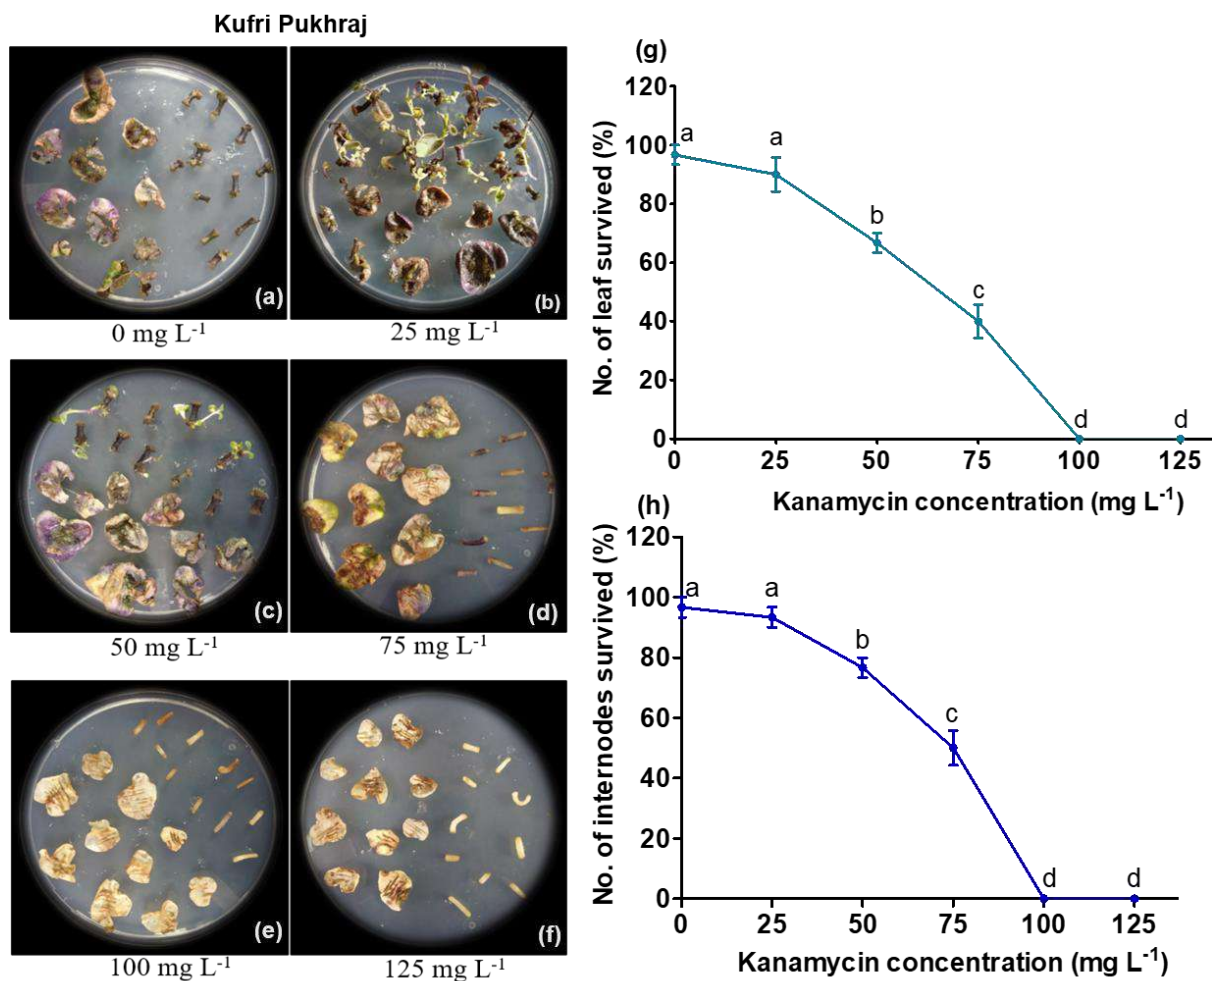 Kufri Pukhraj
(a)
(b)
0 mg L⁻¹
25 mg L⁻¹
(c)
(d)
50 mg L⁻¹
75 mg L⁻¹
(e)
(f)
100 mg L⁻¹
125 mg L⁻¹
(g)
No. of leaf survived (%)
120
100
80
60
40
20
0
a
a
b
c
d
d
0 25 50 75 100 125
Kanamycin concentration (mg L⁻¹)
(h)
No. of internodes survived (%)
120
100
80
60
40
20
0
a
a
b
c
d
d
0 25 50 75 100 125
Kanamycin concentration (mg L⁻¹)